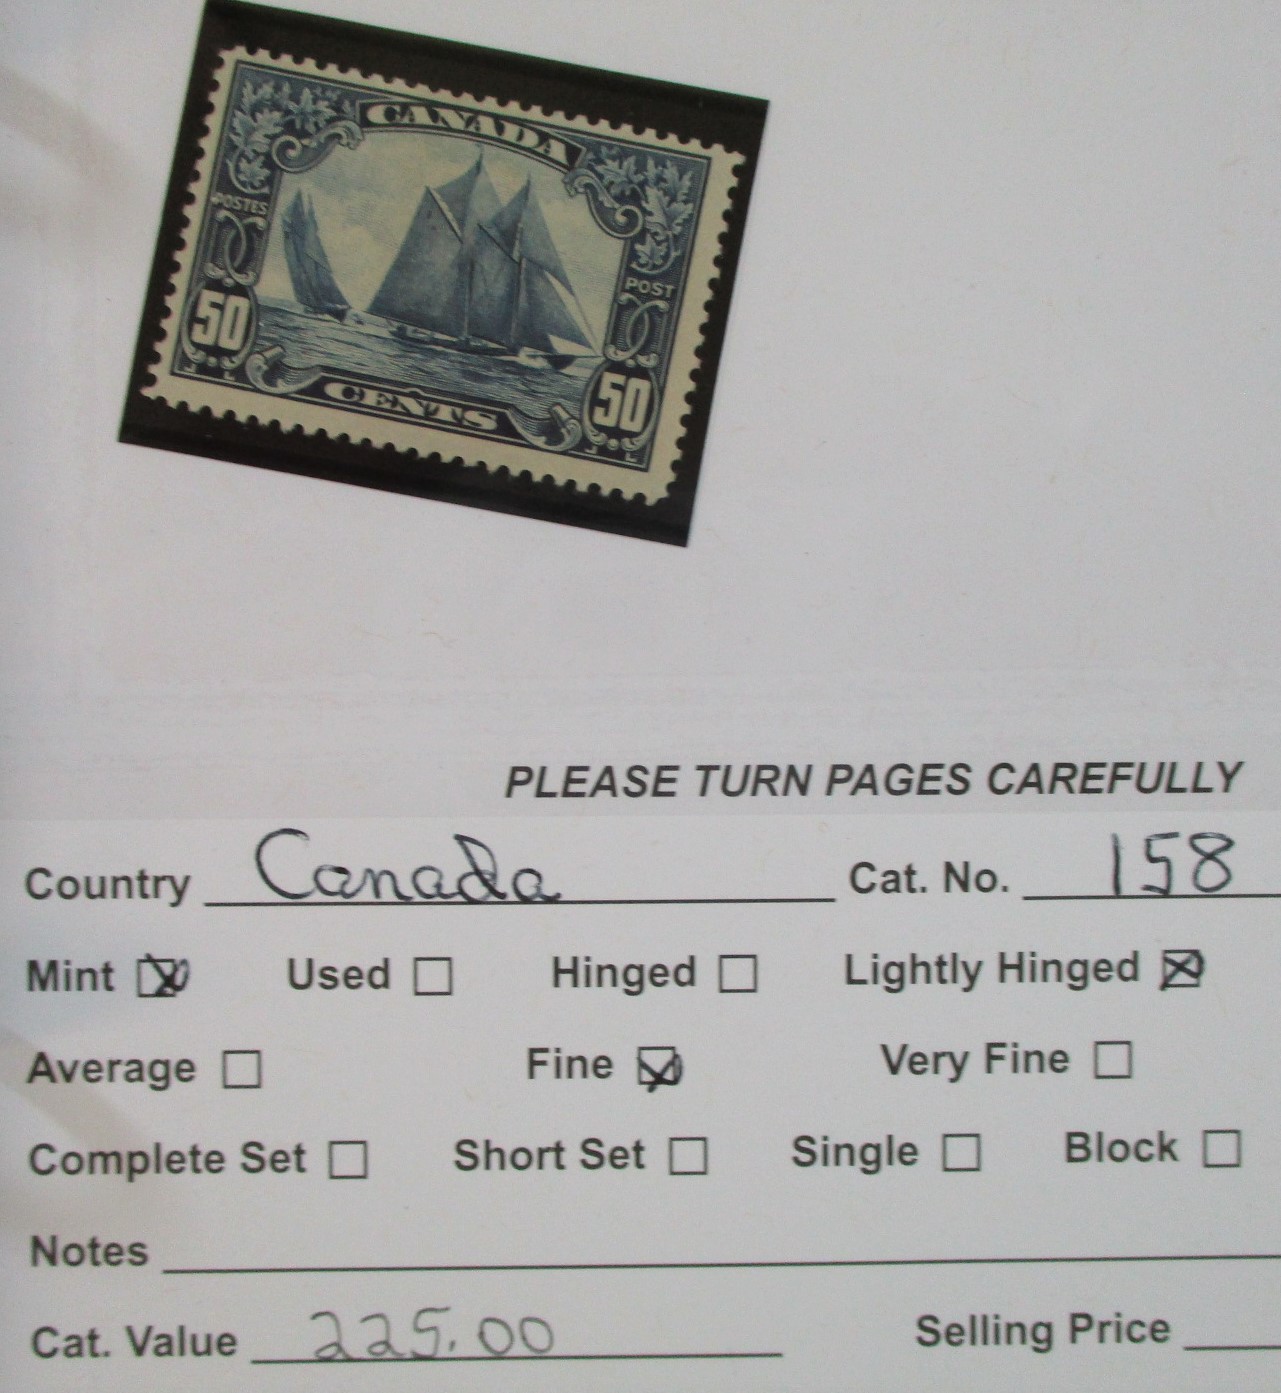 CANADA
POSTES
POST
50
50
CENTS
PLEASE TURN PAGES CAREFULLY
Country Canada Cat. No. 158
Mint ☒ Used ☐ Hinged ☐ Lightly Hinged ☒
Average ☐ Fine ☒ Very Fine ☐
Complete Set ☐ Short Set ☐ Single ☐ Block ☐
Notes
Cat. Value 225.00 Selling Price